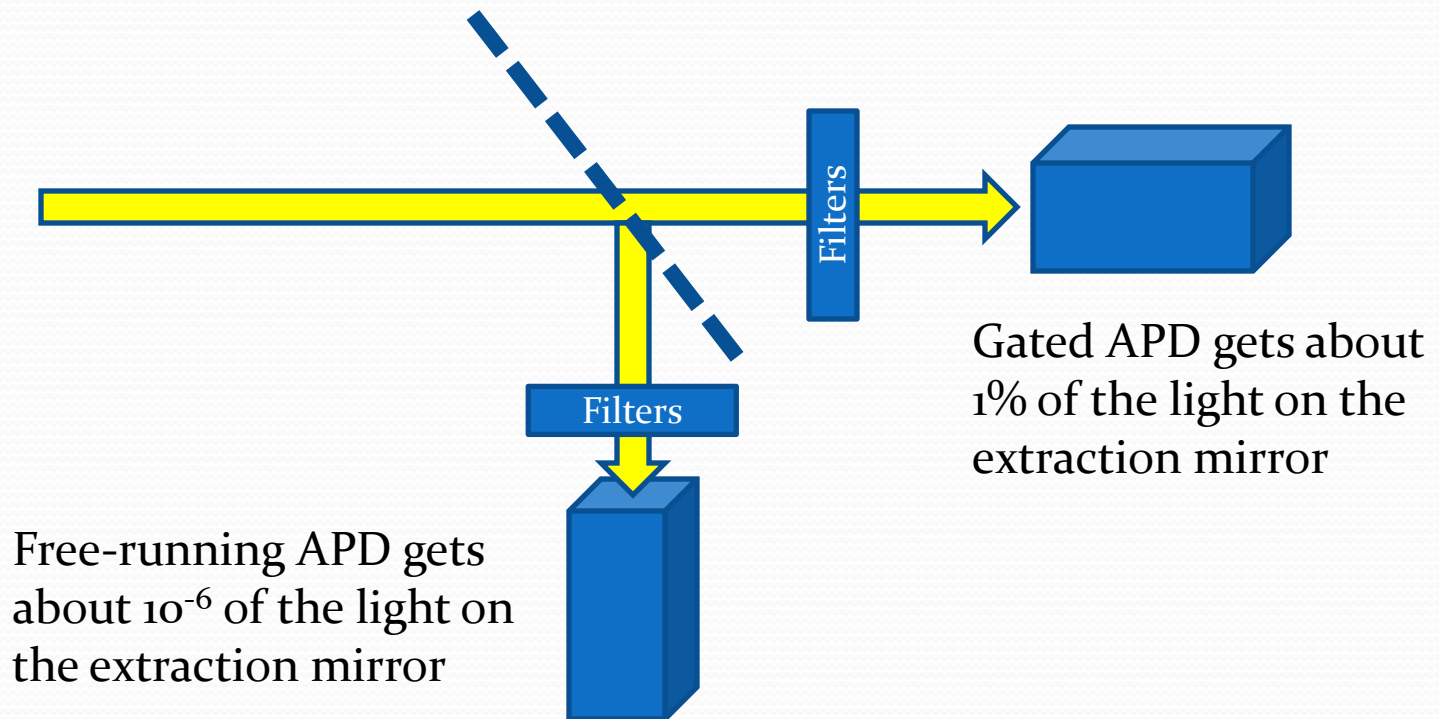 Filters
Gated APD gets about
1% of the light on the
extraction mirror
Filters
Free-running APD gets
about 10⁻⁶ of the light on
the extraction mirror